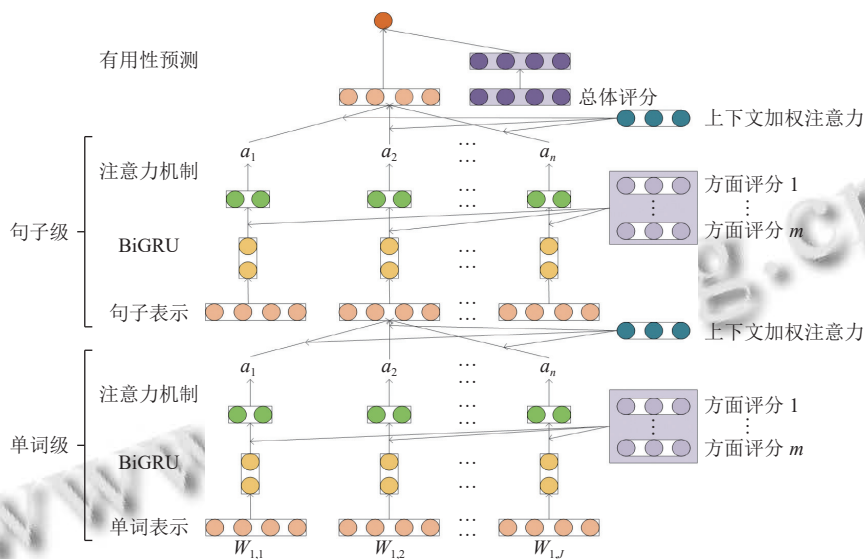 有用性预测
总体评分
上下文加权注意力
注意力机制
a1 a2 … … an
方面评分 1
⋮
方面评分 m
句子级
BiGRU
句子表示
上下文加权注意力
注意力机制
a1 a2 … … an
方面评分 1
⋮
方面评分 m
单词级
BiGRU
单词表示
W1,1 W1,2 W1,J